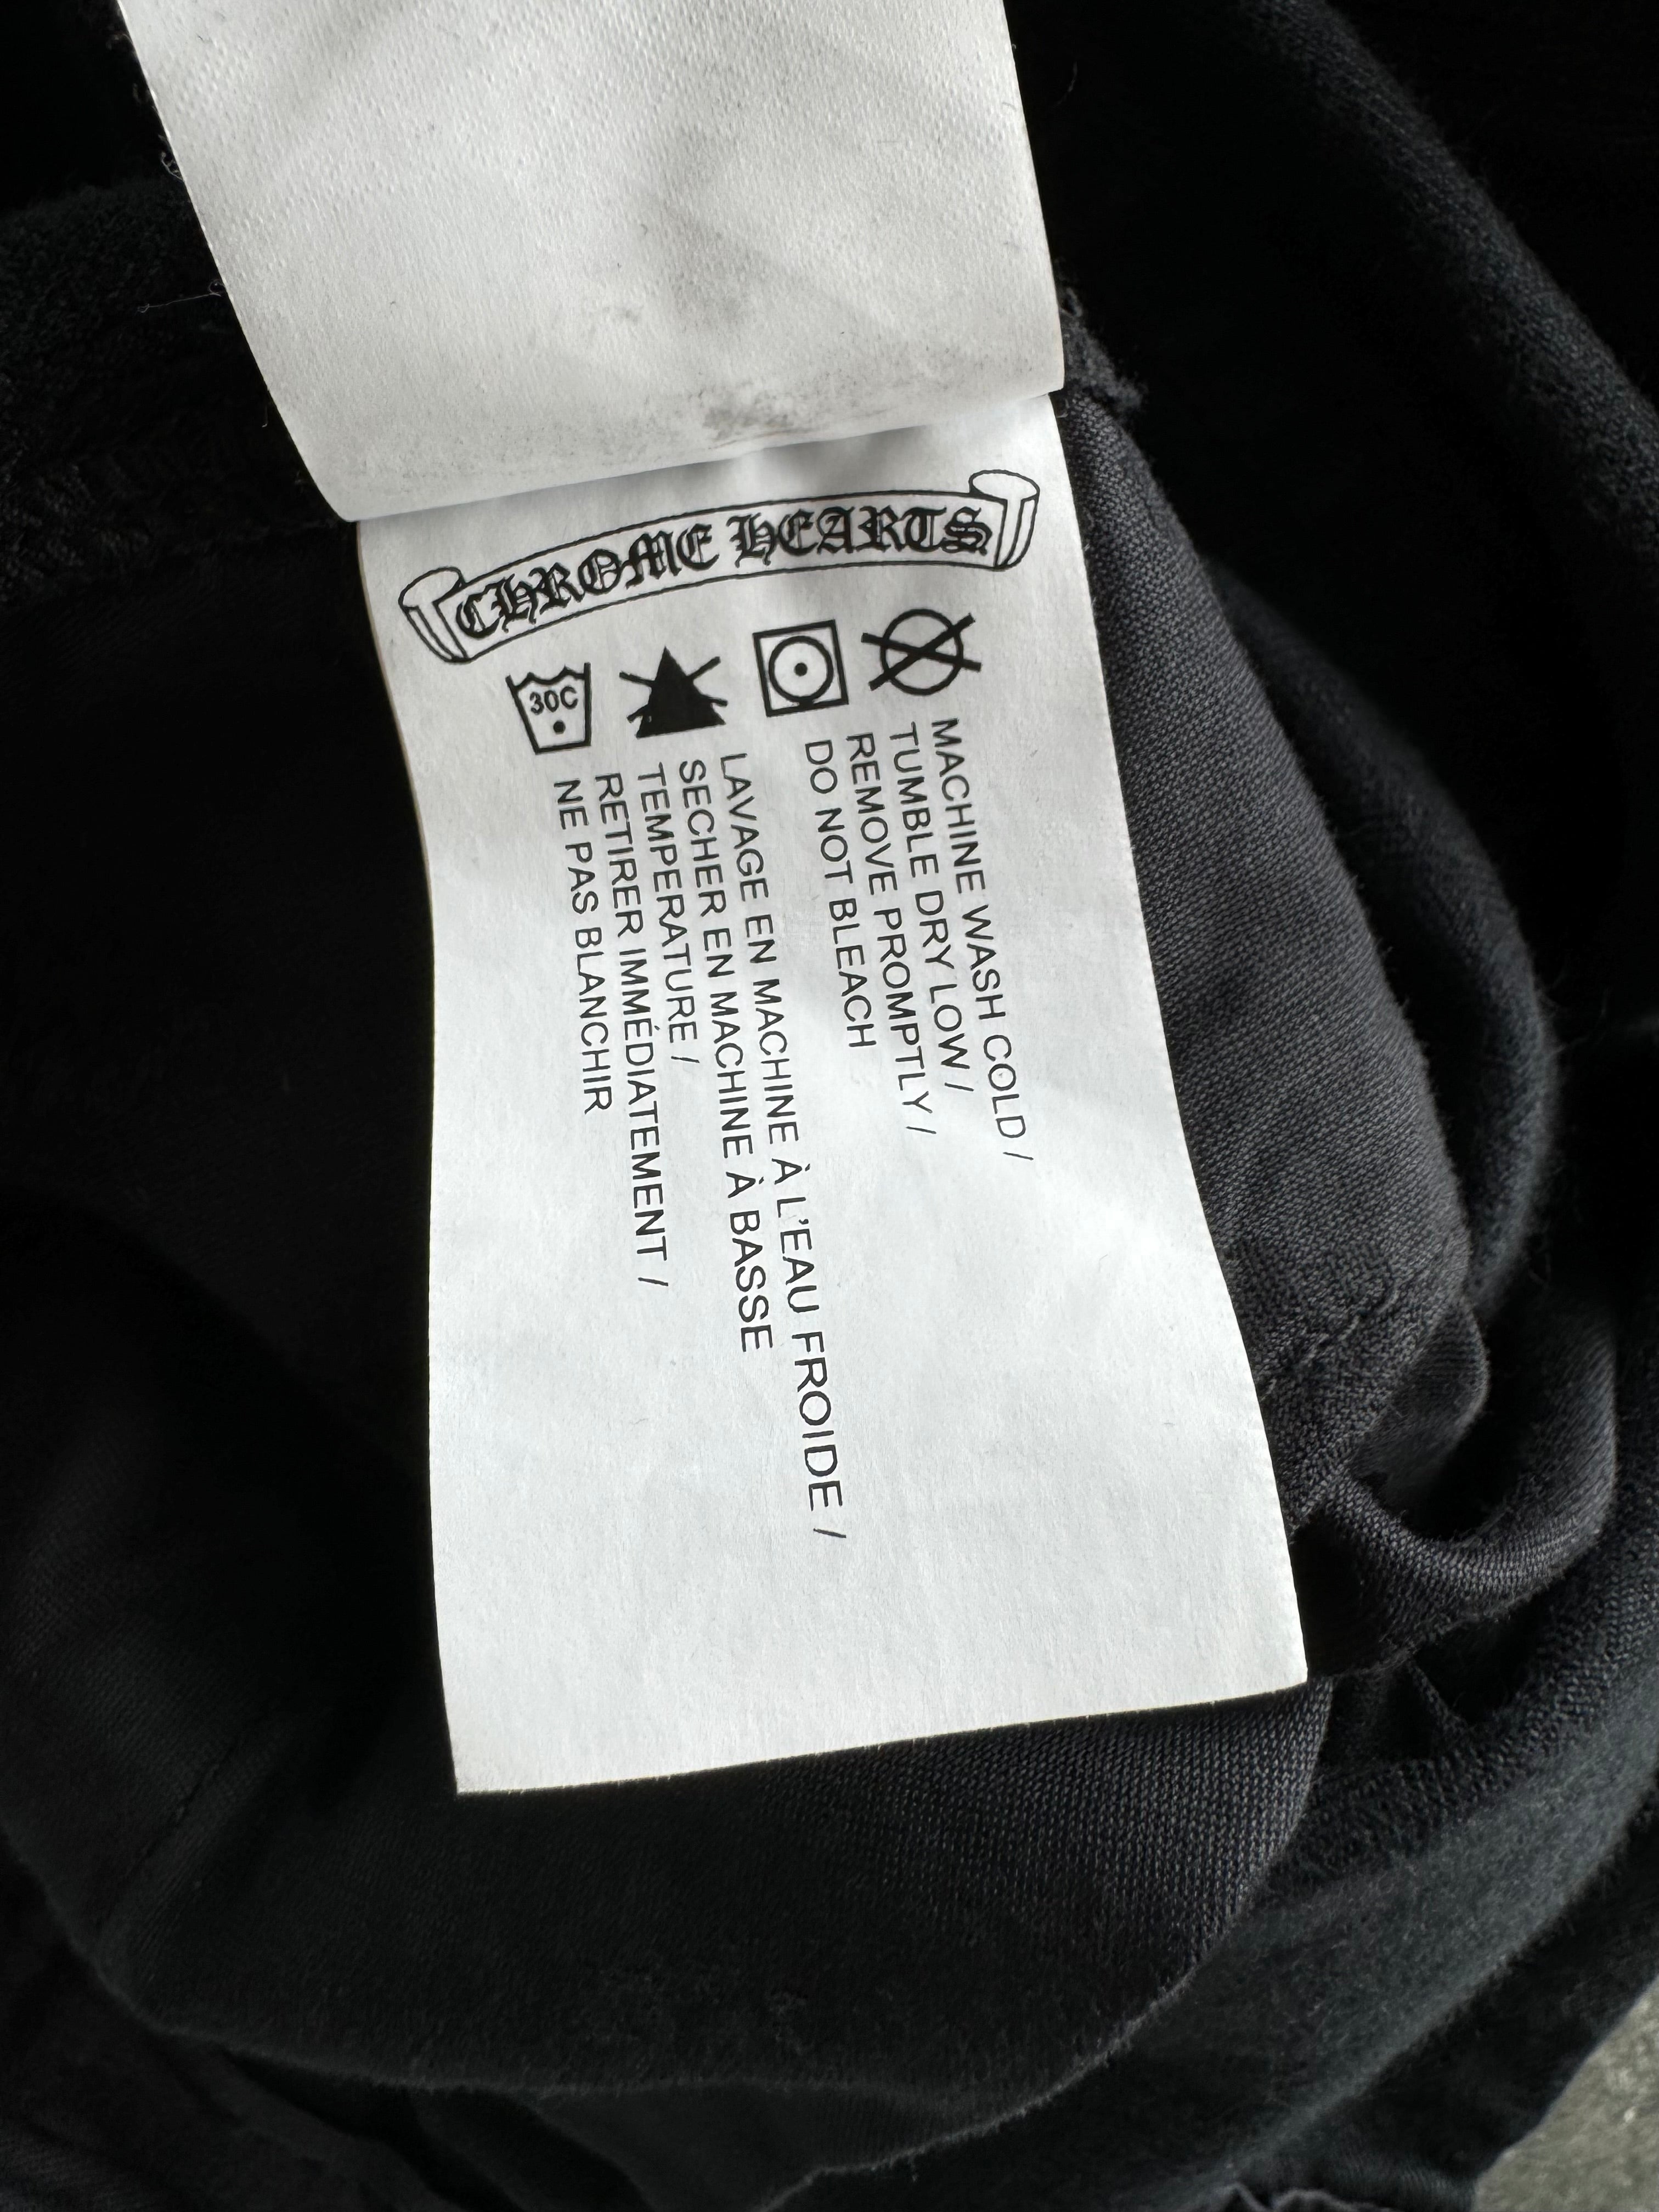 CHROME HEARTS
30C
MACHINE WASH COLD /
TUMBLE DRY LOW /
REMOVE PROMPTLY /
DO NOT BLEACH
LAVAGE EN MACHINE À L'EAU FROIDE /
SECHER EN MACHINE À BASSE
TEMPERATURE /
RETIRER IMMÉDIATEMENT /
NE PAS BLANCHIR